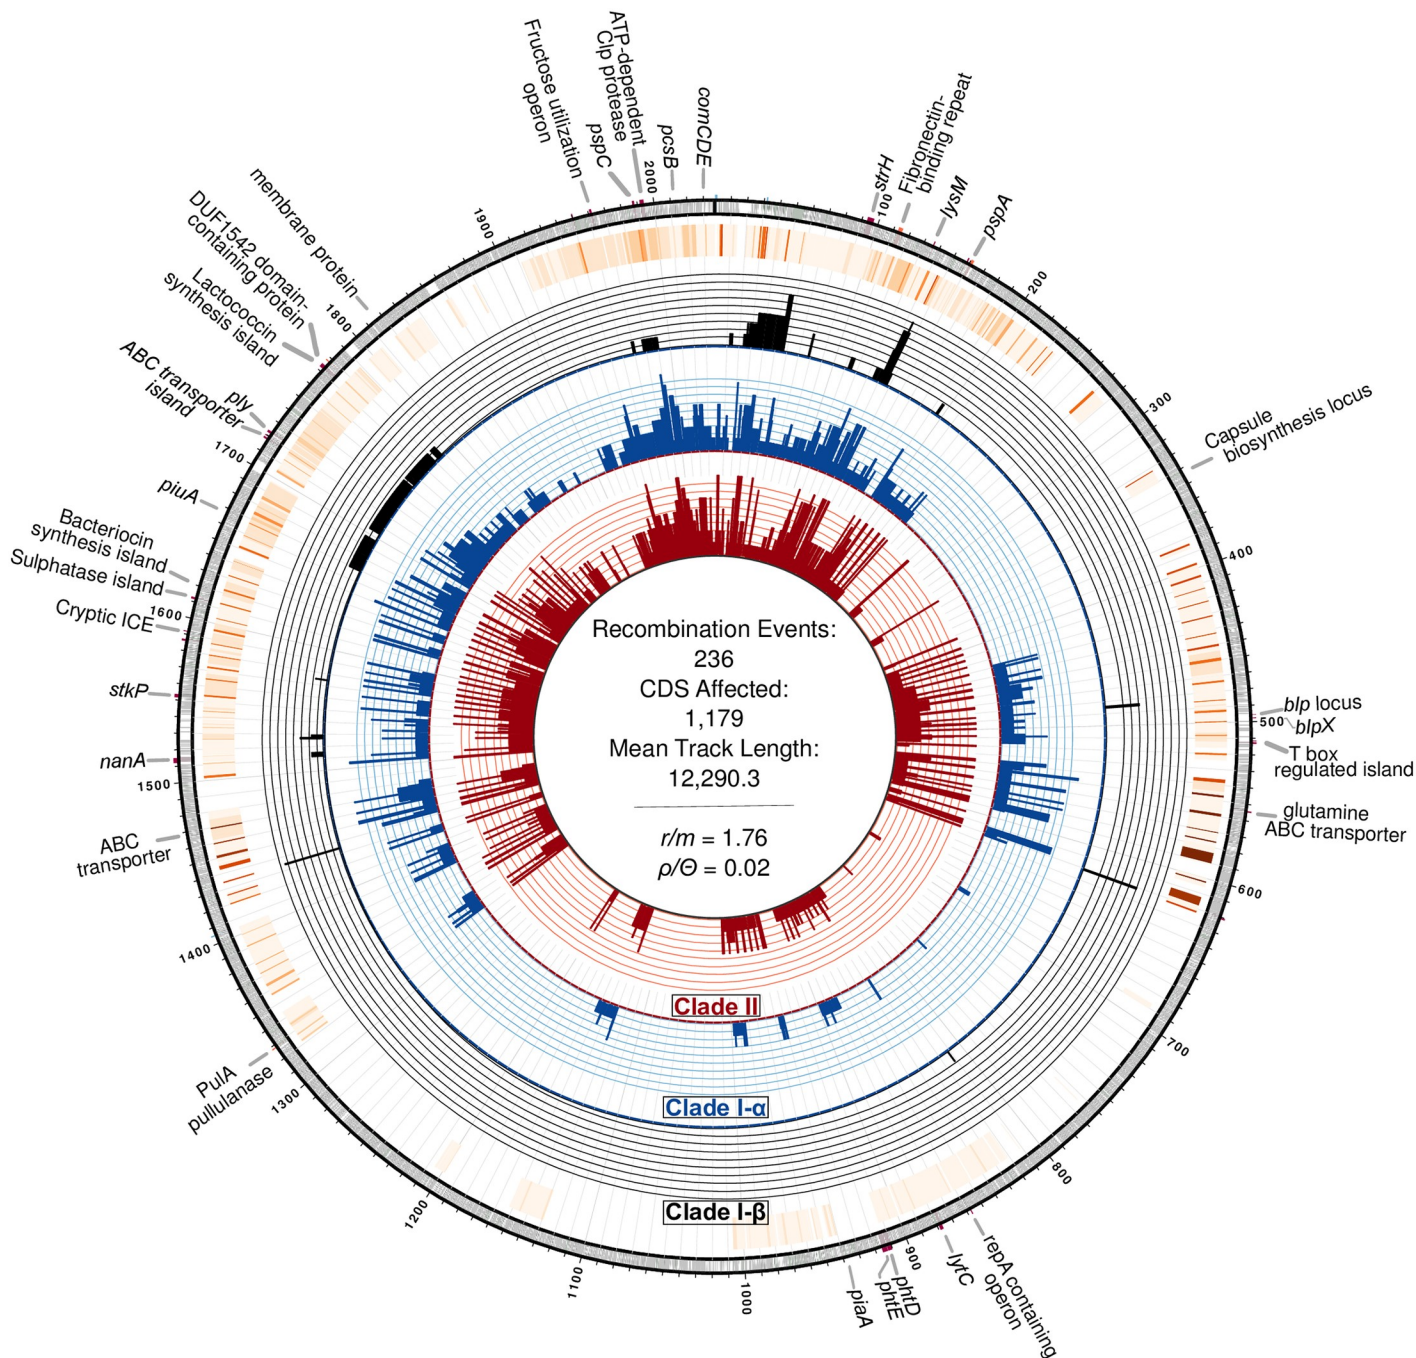 Fructose utilization
operon
pspC
ATP-dependent
Clp protease
2000
pcsB
comCDE
strH
100
Fibronectin-
binding repeat
lysM
pspA
200
300
Capsule
biosynthesis locus
400
blp locus
500
blpX
T box
regulated island
glutamine
ABC transporter
600
700
800
repA containing
operon
lytC
900
phtD
phtE
piaA
1000
1100
1200
1300
PulA
pullulanase
1400
ABC
transporter
1500
nanA
stkP
Cryptic ICE
1600
Sulphatase island
Bacteriocin
synthesis island
piuA
1700
ABC transporter
island
ply
Lactococcin
synthesis island
DUF1542 domain-
containing protein
1800
membrane protein
1900
Recombination Events:
236
CDS Affected:
1,179
Mean Track Length:
12,290.3
r/m = 1.76
ρ/Θ = 0.02
Clade II
Clade I-α
Clade I-β